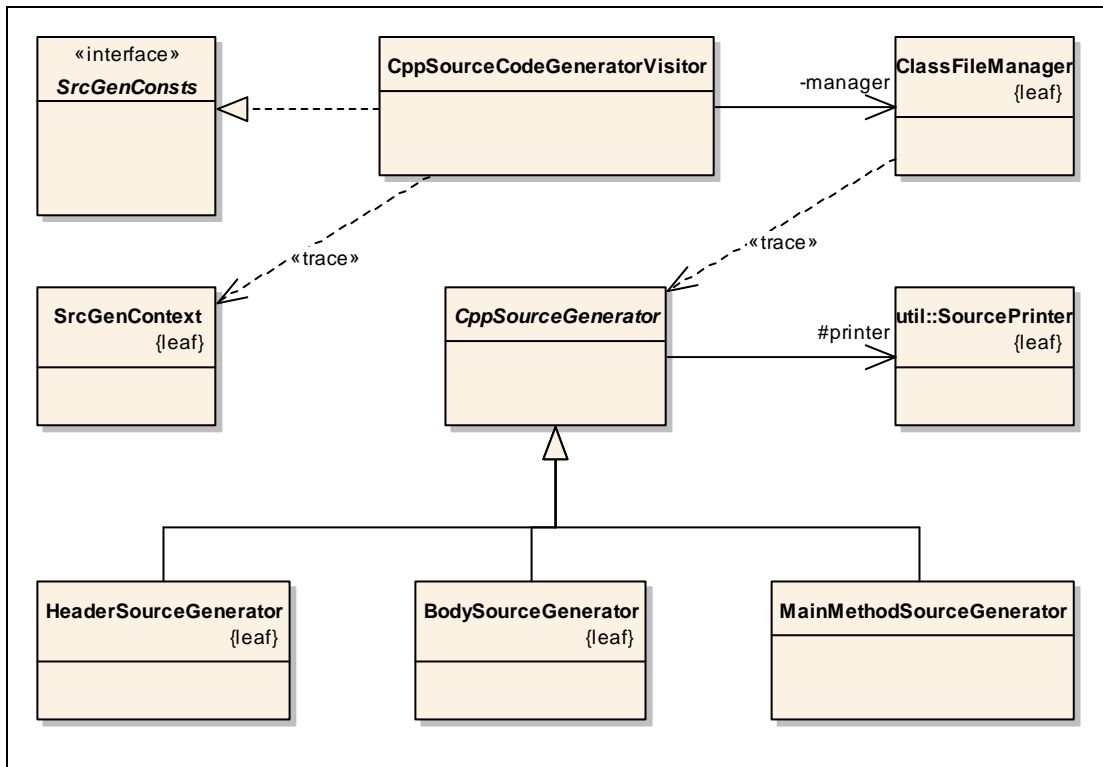 «interface»
SrcGenConsts
CppSourceCodeGeneratorVisitor
ClassFileManager
{leaf}
-manager
«trace»
«trace»
SrcGenContext
{leaf}
CppSourceGenerator
#printer
util::SourcePrinter
{leaf}
HeaderSourceGenerator
{leaf}
BodySourceGenerator
{leaf}
MainMethodSourceGenerator